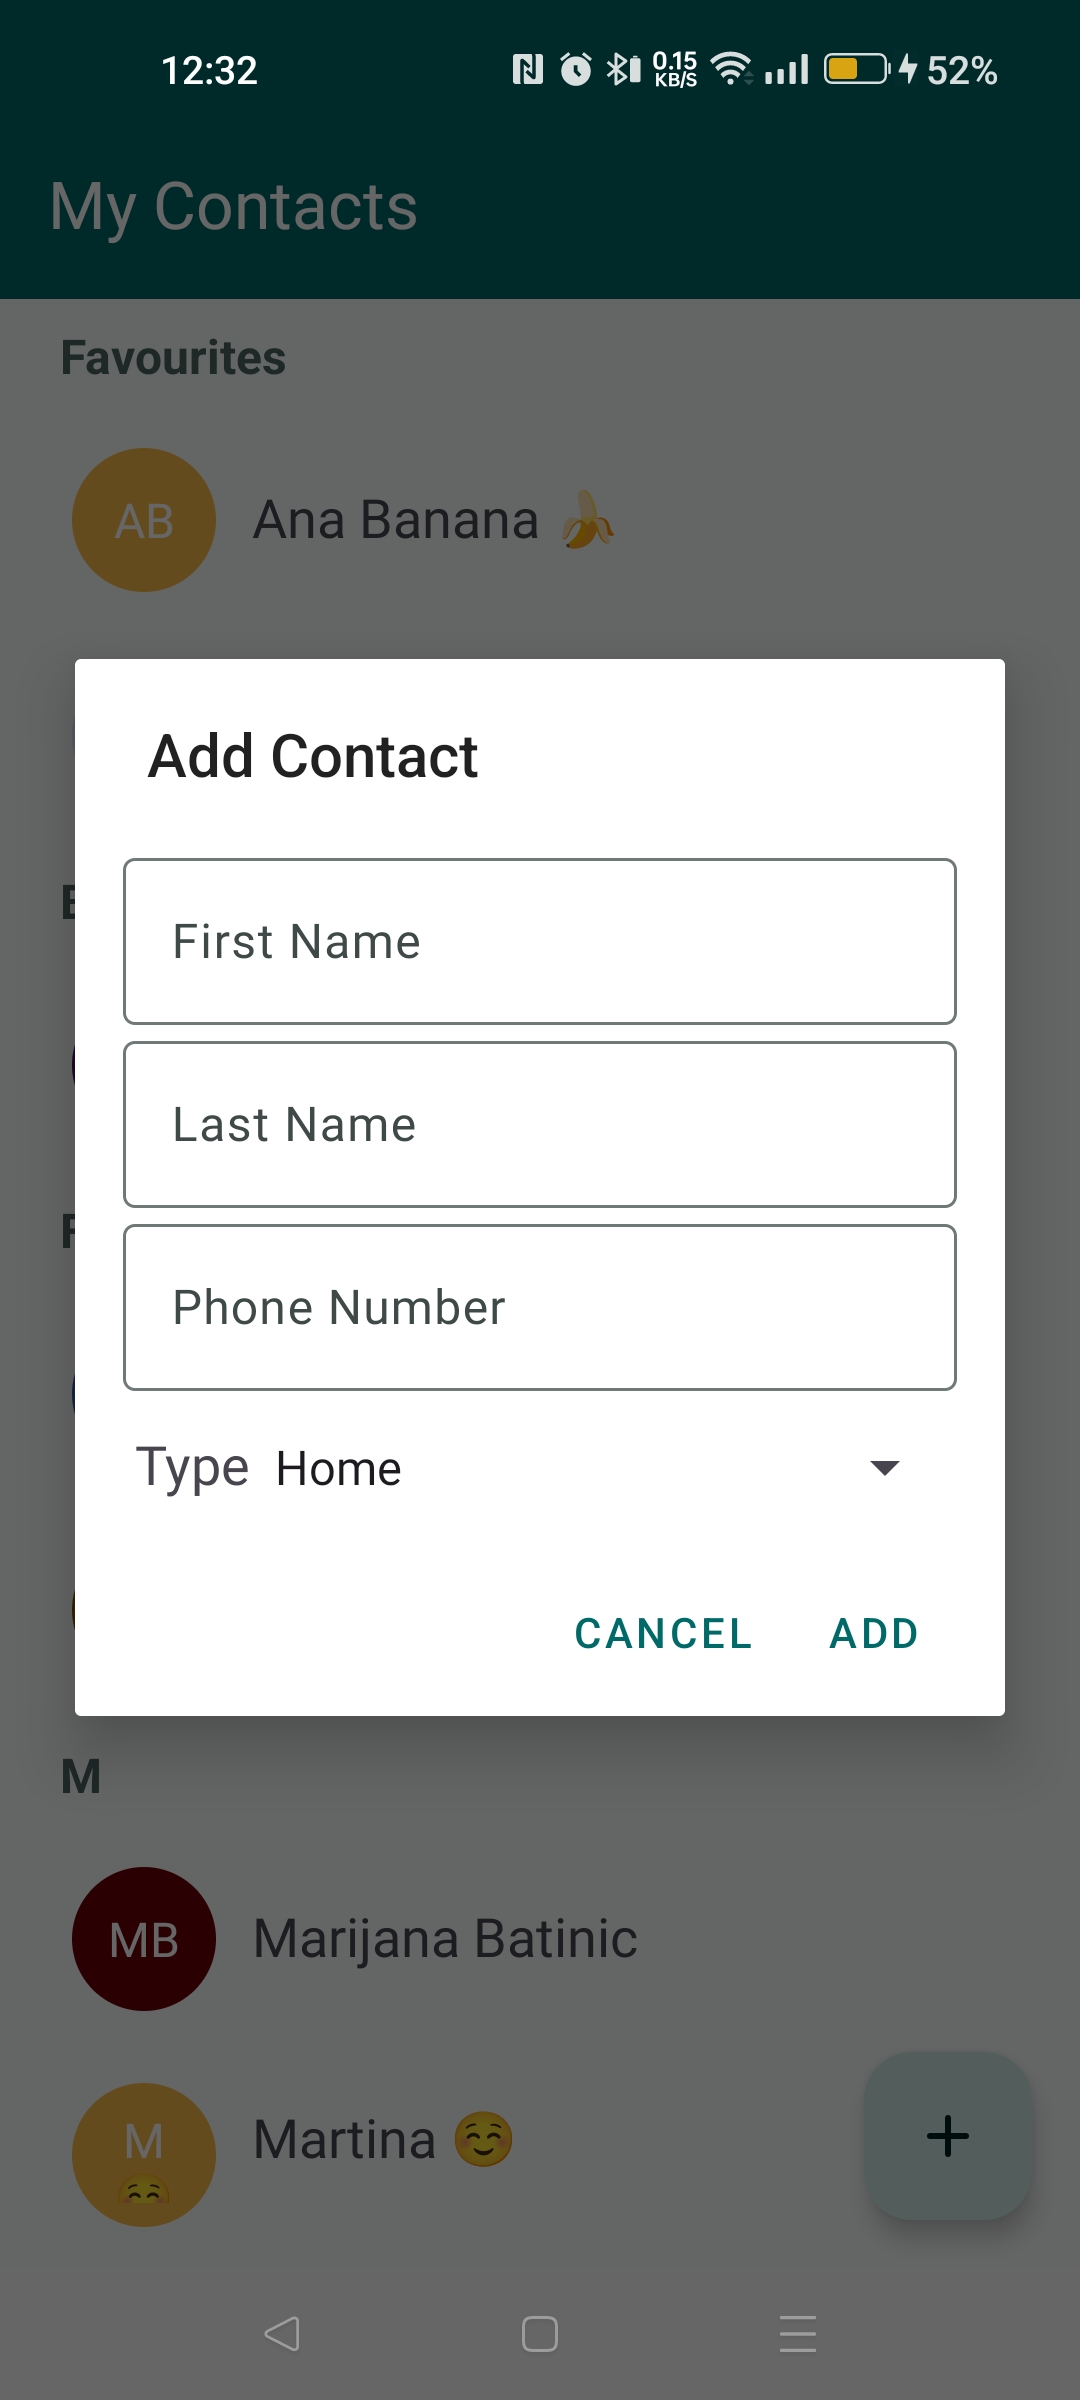 12:32 0.15 KB/S 52%
My Contacts
Favourites
AB Ana Banana 🍌
Add Contact
First Name
Last Name
Phone Number
Type Home
CANCEL ADD
M
MB Marijana Batinic
M ☺️ Martina ☺️